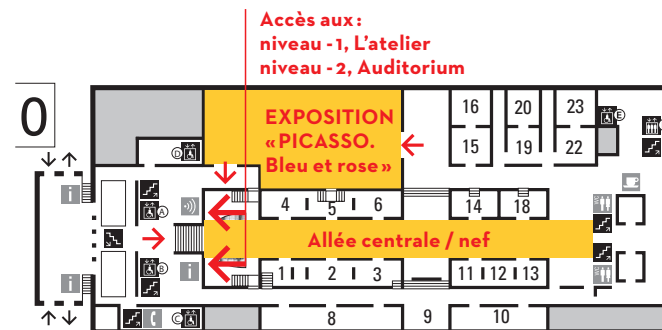 Accès aux :
niveau - 1, L'atelier
niveau - 2, Auditorium
0
EXPOSITION
« PICASSO.
Bleu et rose »
16 20 23
15 19 22
E
D
i
4 5 6
14 18
A
Allée centrale / nef
B
i
i
1 2 3
11 12 13
C
8
9
10